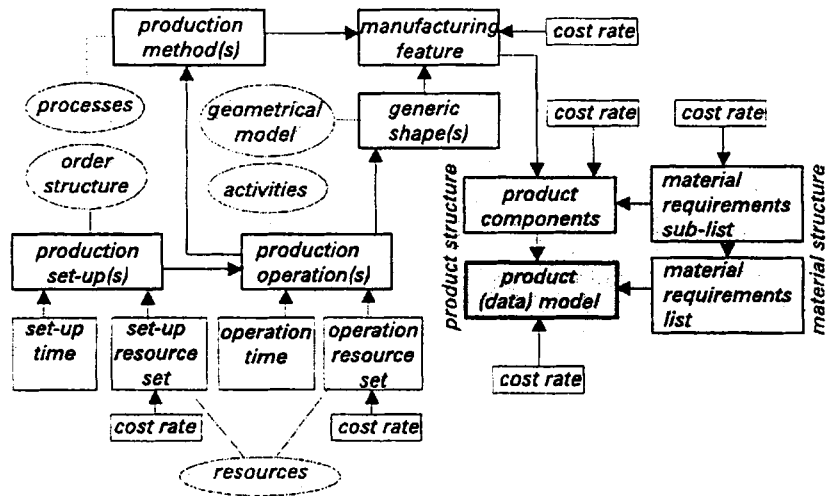 production
method(s)
manufacturing
feature
cost rate
processes
geometrical
model
generic
shape(s)
cost rate
cost rate
order
structure
activities
product structure
product
components
material
requirements
sub-list
material structure
production
set-up(s)
production
operation(s)
product
(data) model
material
requirements
list
set-up
time
set-up
resource
set
operation
time
operation
resource
set
cost rate
cost rate
cost rate
resources